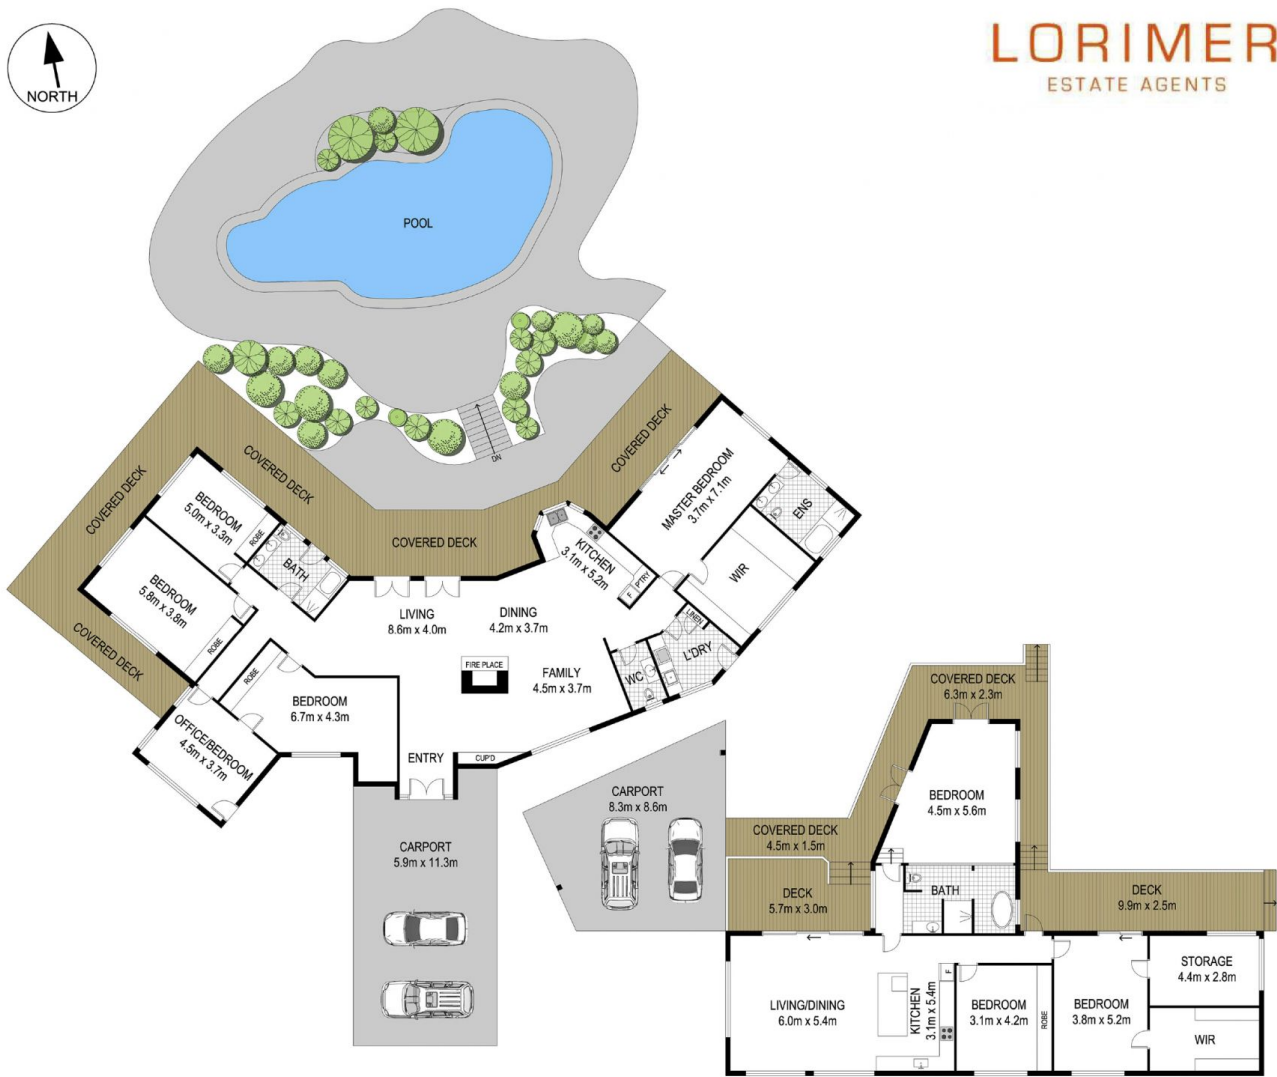 NORTH
LORIMER
ESTATE AGENTS
POOL
COVERED DECK
COVERED DECK
COVERED DECK
COVERED DECK
COVERED DECK
DN
BEDROOM
5.0m x 3.3m
ROBE
BATH
BEDROOM
5.8m x 3.8m
ROBE
ROBE
BEDROOM
6.7m x 4.3m
OFFICE/BEDROOM
4.5m x 3.7m
LIVING
8.6m x 4.0m
DINING
4.2m x 3.7m
KITCHEN
3.1m x 5.2m
F
PTRY
MASTER BEDROOM
3.7m x 7.1m
ENS
WIR
LINEN
L'DRY
WC
FIRE PLACE
FAMILY
4.5m x 3.7m
ENTRY
CUP'D
CARPORT
5.9m x 11.3m
CARPORT
8.3m x 8.6m
COVERED DECK
6.3m x 2.3m
BEDROOM
4.5m x 5.6m
COVERED DECK
4.5m x 1.5m
DECK
5.7m x 3.0m
BATH
DECK
9.9m x 2.5m
LIVING/DINING
6.0m x 5.4m
KITCHEN
3.1m x 5.4m
F
BEDROOM
3.1m x 4.2m
ROBE
BEDROOM
3.8m x 5.2m
STORAGE
4.4m x 2.8m
WIR